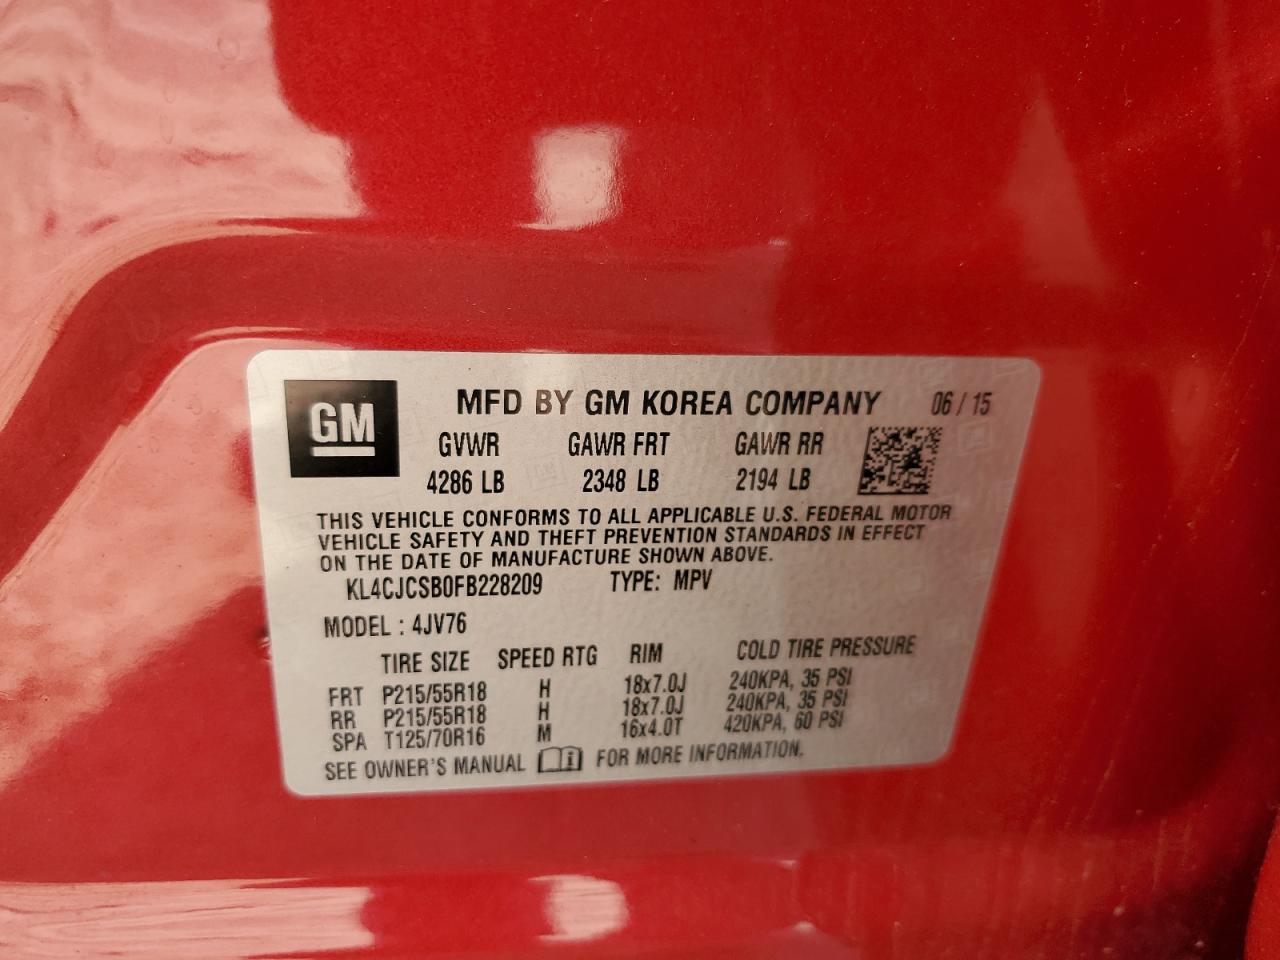 GM
MFD BY GM KOREA COMPANY 06 / 15
GVWR GAWR FRT GAWR RR
4286 LB 2348 LB 2194 LB
THIS VEHICLE CONFORMS TO ALL APPLICABLE U.S. FEDERAL MOTOR
VEHICLE SAFETY AND THEFT PREVENTION STANDARDS IN EFFECT
ON THE DATE OF MANUFACTURE SHOWN ABOVE.
KL4CJCSB0FB228209 TYPE: MPV
MODEL : 4JV76
TIRE SIZE SPEED RTG RIM COLD TIRE PRESSURE
FRT P215/55R18 H 18x7.0J 240KPA, 35 PSI
RR P215/55R18 H 18x7.0J 240KPA, 35 PSI
SPA T125/70R16 M 16x4.0T 420KPA, 60 PSI
SEE OWNER'S MANUAL i FOR MORE INFORMATION.